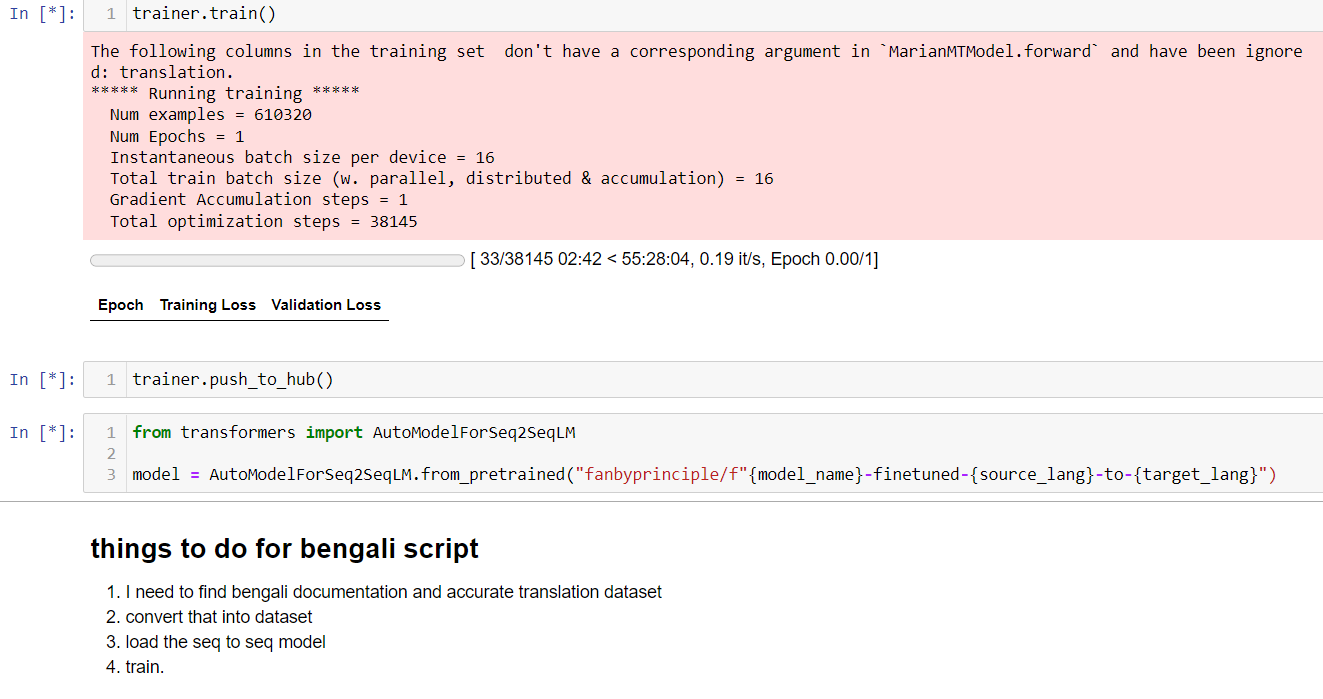 In [*]: 1 trainer.train()
The following columns in the training set  don't have a corresponding argument in `MarianMTModel.forward` and have been ignore
d: translation.
***** Running training *****
  Num examples = 610320
  Num Epochs = 1
  Instantaneous batch size per device = 16
  Total train batch size (w. parallel, distributed & accumulation) = 16
  Gradient Accumulation steps = 1
  Total optimization steps = 38145
[ 33/38145 02:42 < 55:28:04, 0.19 it/s, Epoch 0.00/1]
Epoch Training Loss Validation Loss
In [*]: 1 trainer.push_to_hub()
In [*]: 1 from transformers import AutoModelForSeq2SeqLM
2
3 model = AutoModelForSeq2SeqLM.from_pretrained("fanbyprinciple/f"{model_name}-finetuned-{source_lang}-to-{target_lang}")
things to do for bengali script
1. I need to find bengali documentation and accurate translation dataset
2. convert that into dataset
3. load the seq to seq model
4. train.